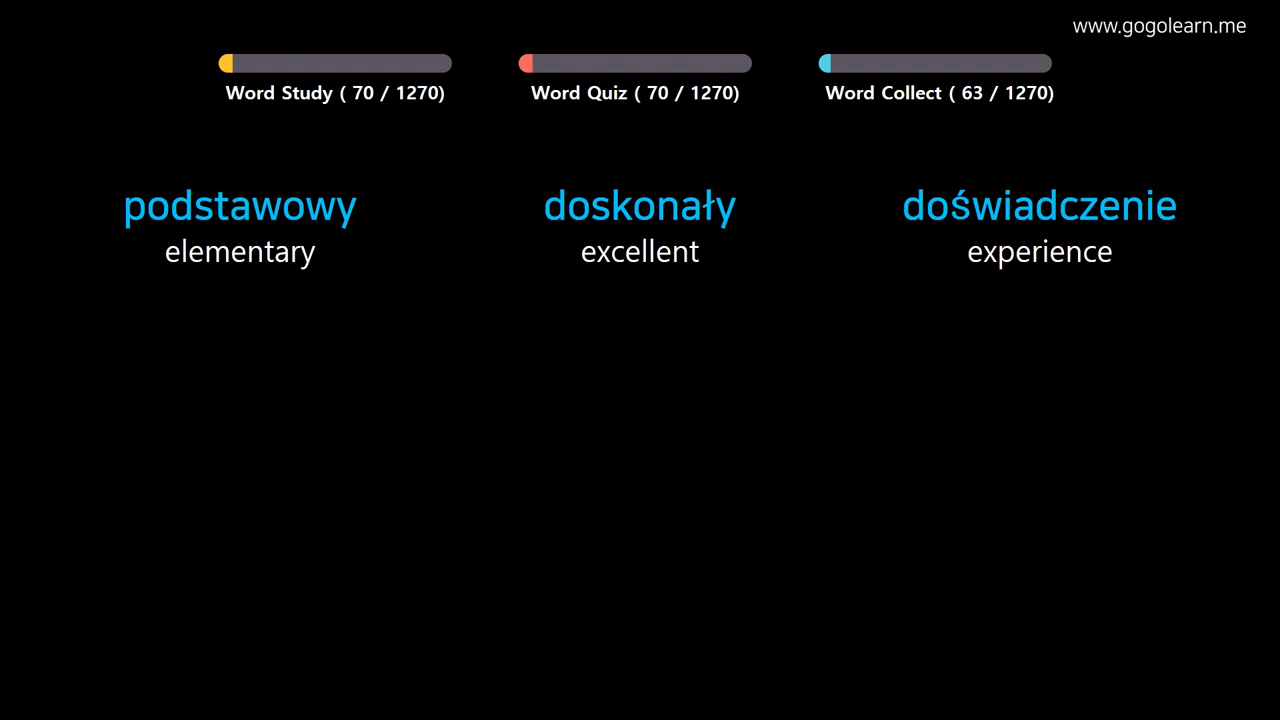 www.gogolearn.me
Word Study ( 70 / 1270)
Word Quiz ( 70 / 1270)
Word Collect ( 63 / 1270)
podstawowy
elementary
doskonały
excellent
doświadczenie
experience